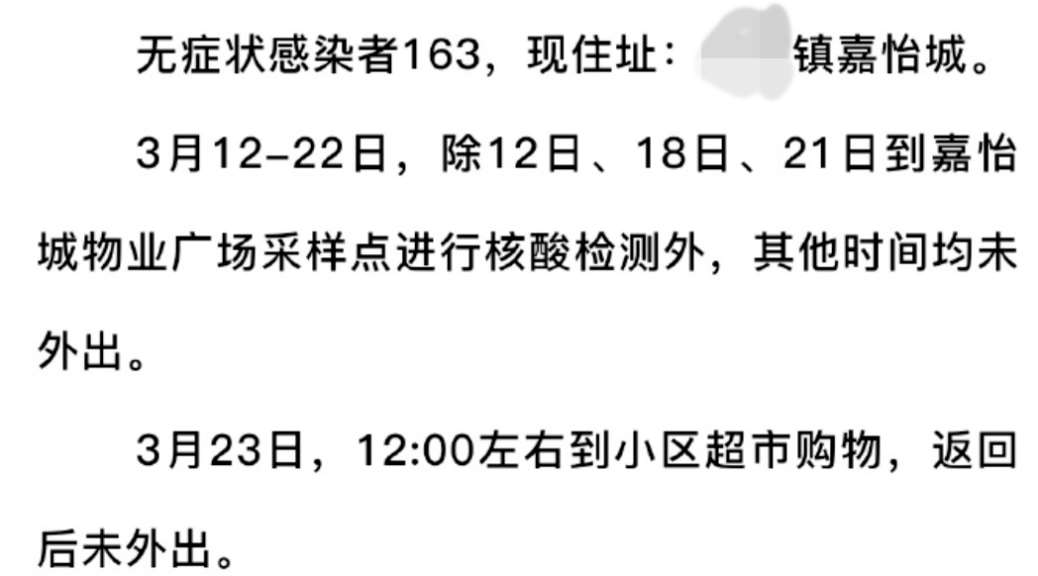 无症状感染者163，现住址：镇嘉怡城。
3月12-22日，除12日、18日、21日到嘉怡
城物业广场采样点进行核酸检测外，其他时间均未
外出。
3月23日，12:00左右到小区超市购物，返回
后未外出。